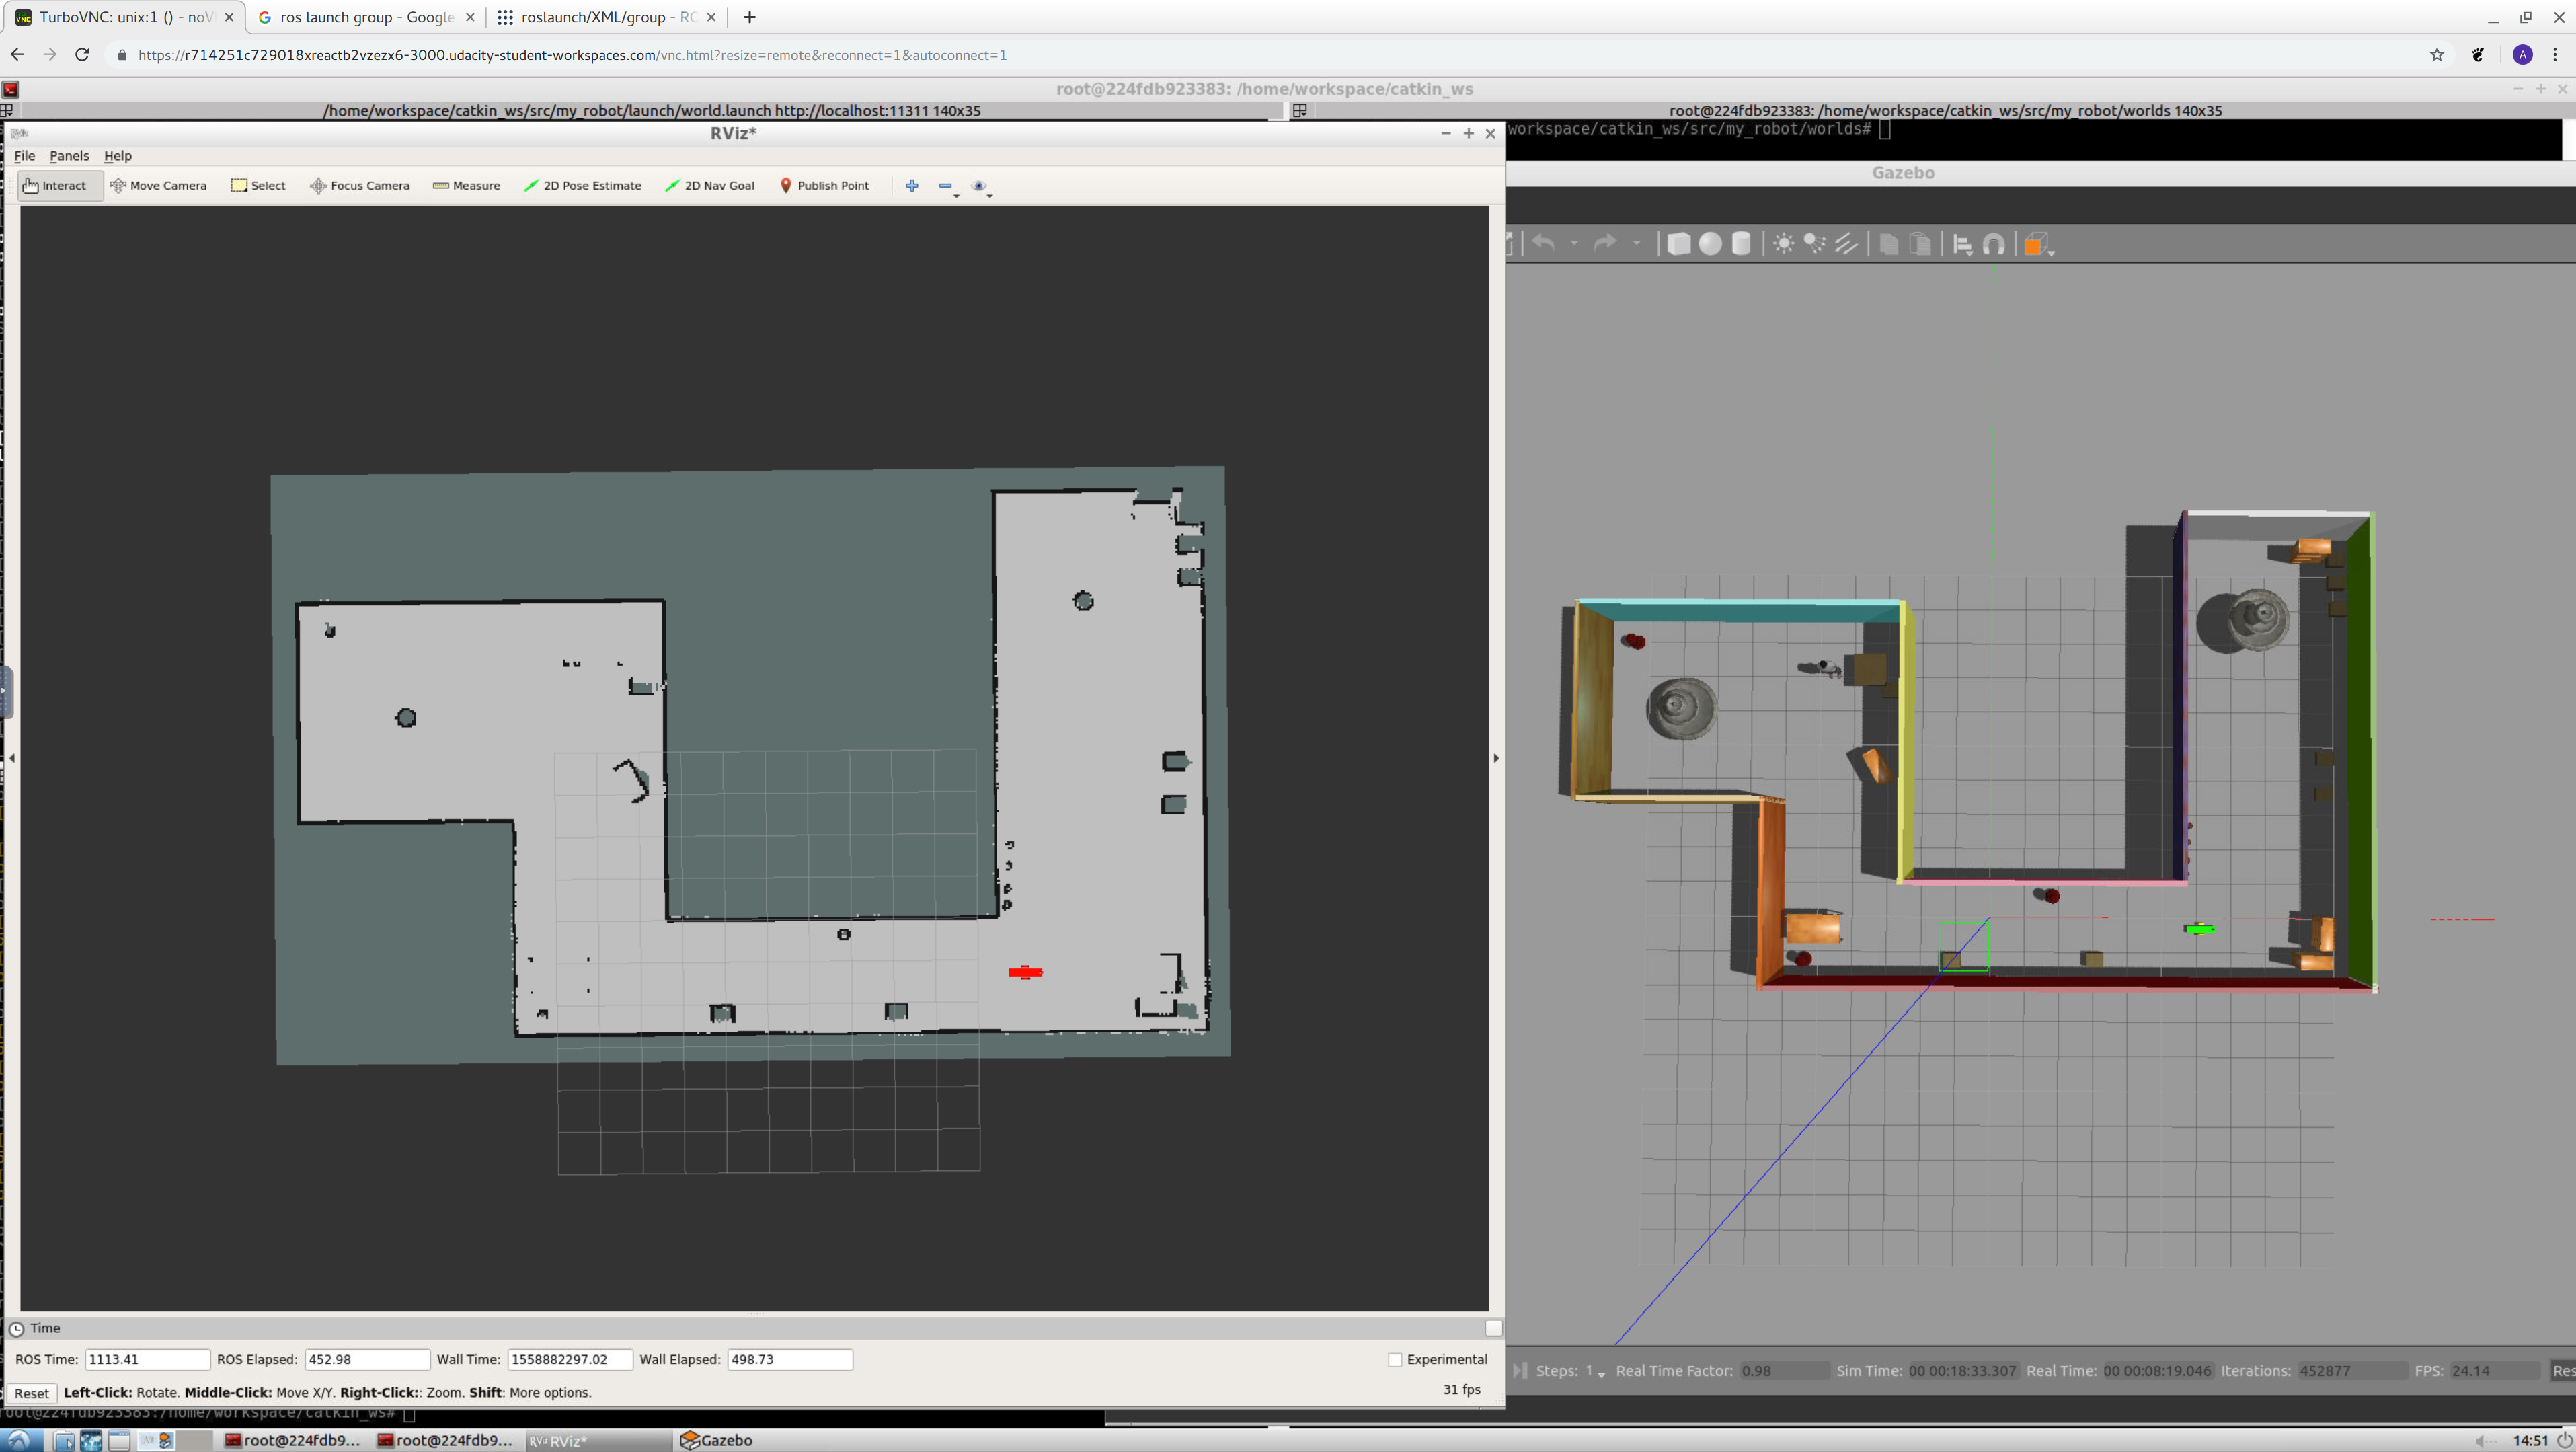 TurboVNC: unix:1 () - noV
ros launch group - Google
roslaunch/XML/group - RO
https://r714251c729018xreactb2vzezx6-3000.udacity-student-workspaces.com/vnc.html?resize=remote&reconnect=1&autoconnect=1
A
root@224fdb923383: /home/workspace/catkin_ws
/home/workspace/catkin_ws/src/my_robot/launch/world.launch http://localhost:11311 140x35
root@224fdb923383: /home/workspace/catkin_ws/src/my_robot/worlds 140x35
workspace/catkin_ws/src/my_robot/worlds#
RViz*
File Panels Help
Interact Move Camera Select Focus Camera Measure 2D Pose Estimate 2D Nav Goal Publish Point
Gazebo
Time
ROS Time: 1113.41 ROS Elapsed: 452.98 Wall Time: 1558882297.02 Wall Elapsed: 498.73 Experimental
Reset Left-Click: Rotate. Middle-Click: Move X/Y. Right-Click:: Zoom. Shift: More options. 31 fps
Steps: 1 Real Time Factor: 0.98 Sim Time: 00 00:18:33.307 Real Time: 00 00:08:19.046 Iterations: 452877 FPS: 24.14 Res
root@224fdb923383:/home/workspace/catkin_ws#
root@224fdb9... root@224fdb9... RViz* Gazebo 14:51